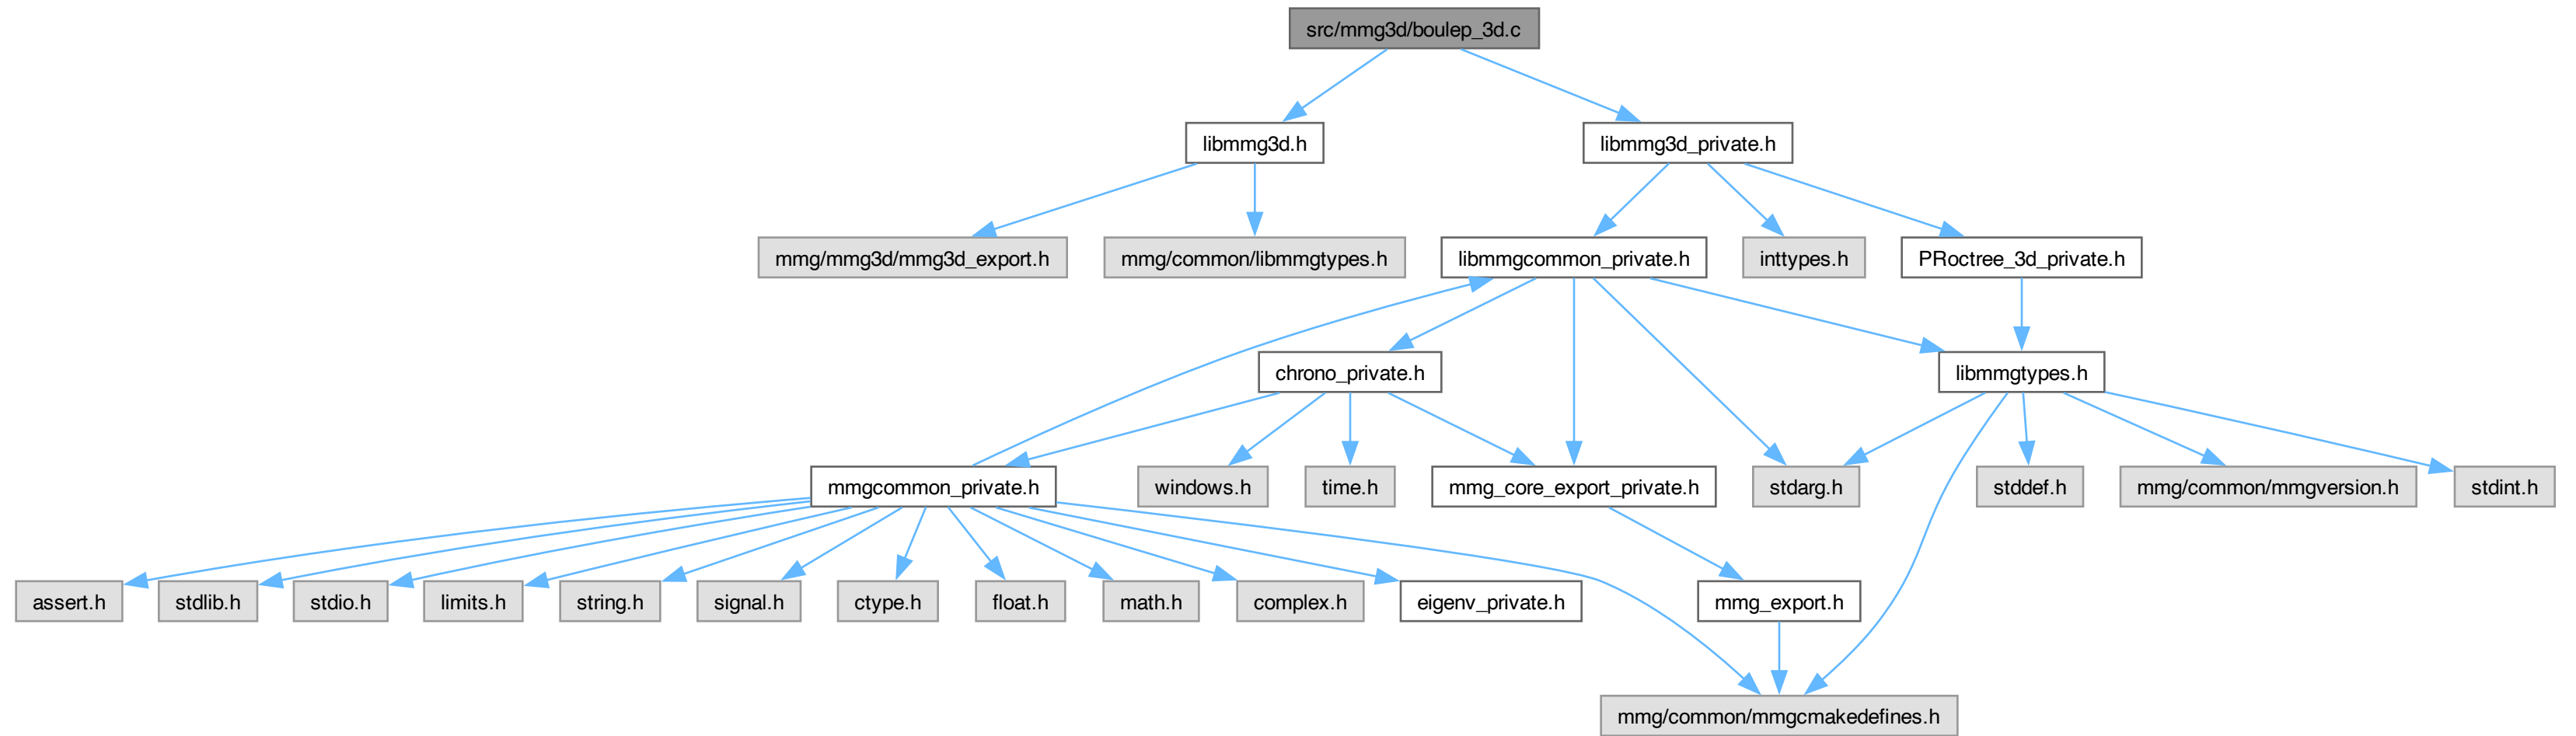 src/mmg3d/boulep_3d.c
libmmg3d.h
libmmg3d_private.h
mmg/mmg3d/mmg3d_export.h
mmg/common/libmmgtypes.h
libmmgcommon_private.h
inttypes.h
PRoctree_3d_private.h
chrono_private.h
libmmgtypes.h
mmgcommon_private.h
windows.h
time.h
mmg_core_export_private.h
stdarg.h
stddef.h
mmg/common/mmgversion.h
stdint.h
assert.h
stdlib.h
stdio.h
limits.h
string.h
signal.h
ctype.h
float.h
math.h
complex.h
eigenv_private.h
mmg_export.h
mmg/common/mmgcmakedefines.h